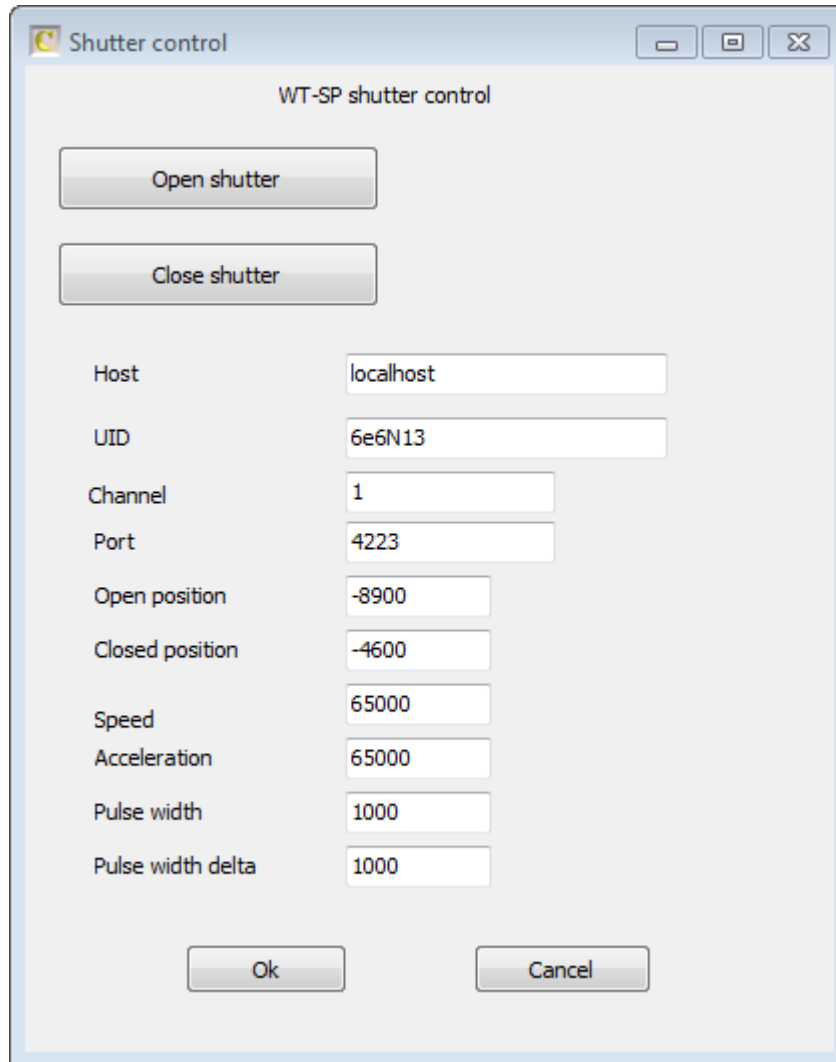 C Shutter control
WT-SP shutter control
Open shutter
Close shutter
Host localhost
UID 6e6N13
Channel 1
Port 4223
Open position -8900
Closed position -4600
Speed 65000
Acceleration 65000
Pulse width 1000
Pulse width delta 1000
Ok Cancel